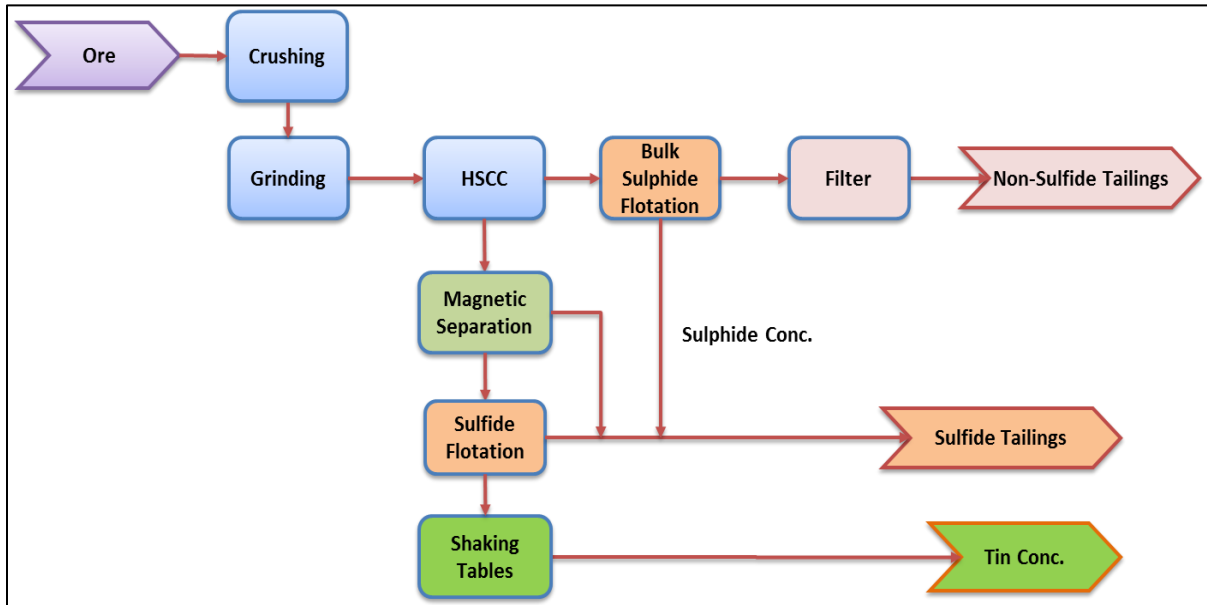 Ore
Crushing
Grinding
HSCC
Bulk
Sulphide
Flotation
Filter
Non-Sulfide Tailings
Magnetic
Separation
Sulphide Conc.
Sulfide
Flotation
Sulfide Tailings
Shaking
Tables
Tin Conc.